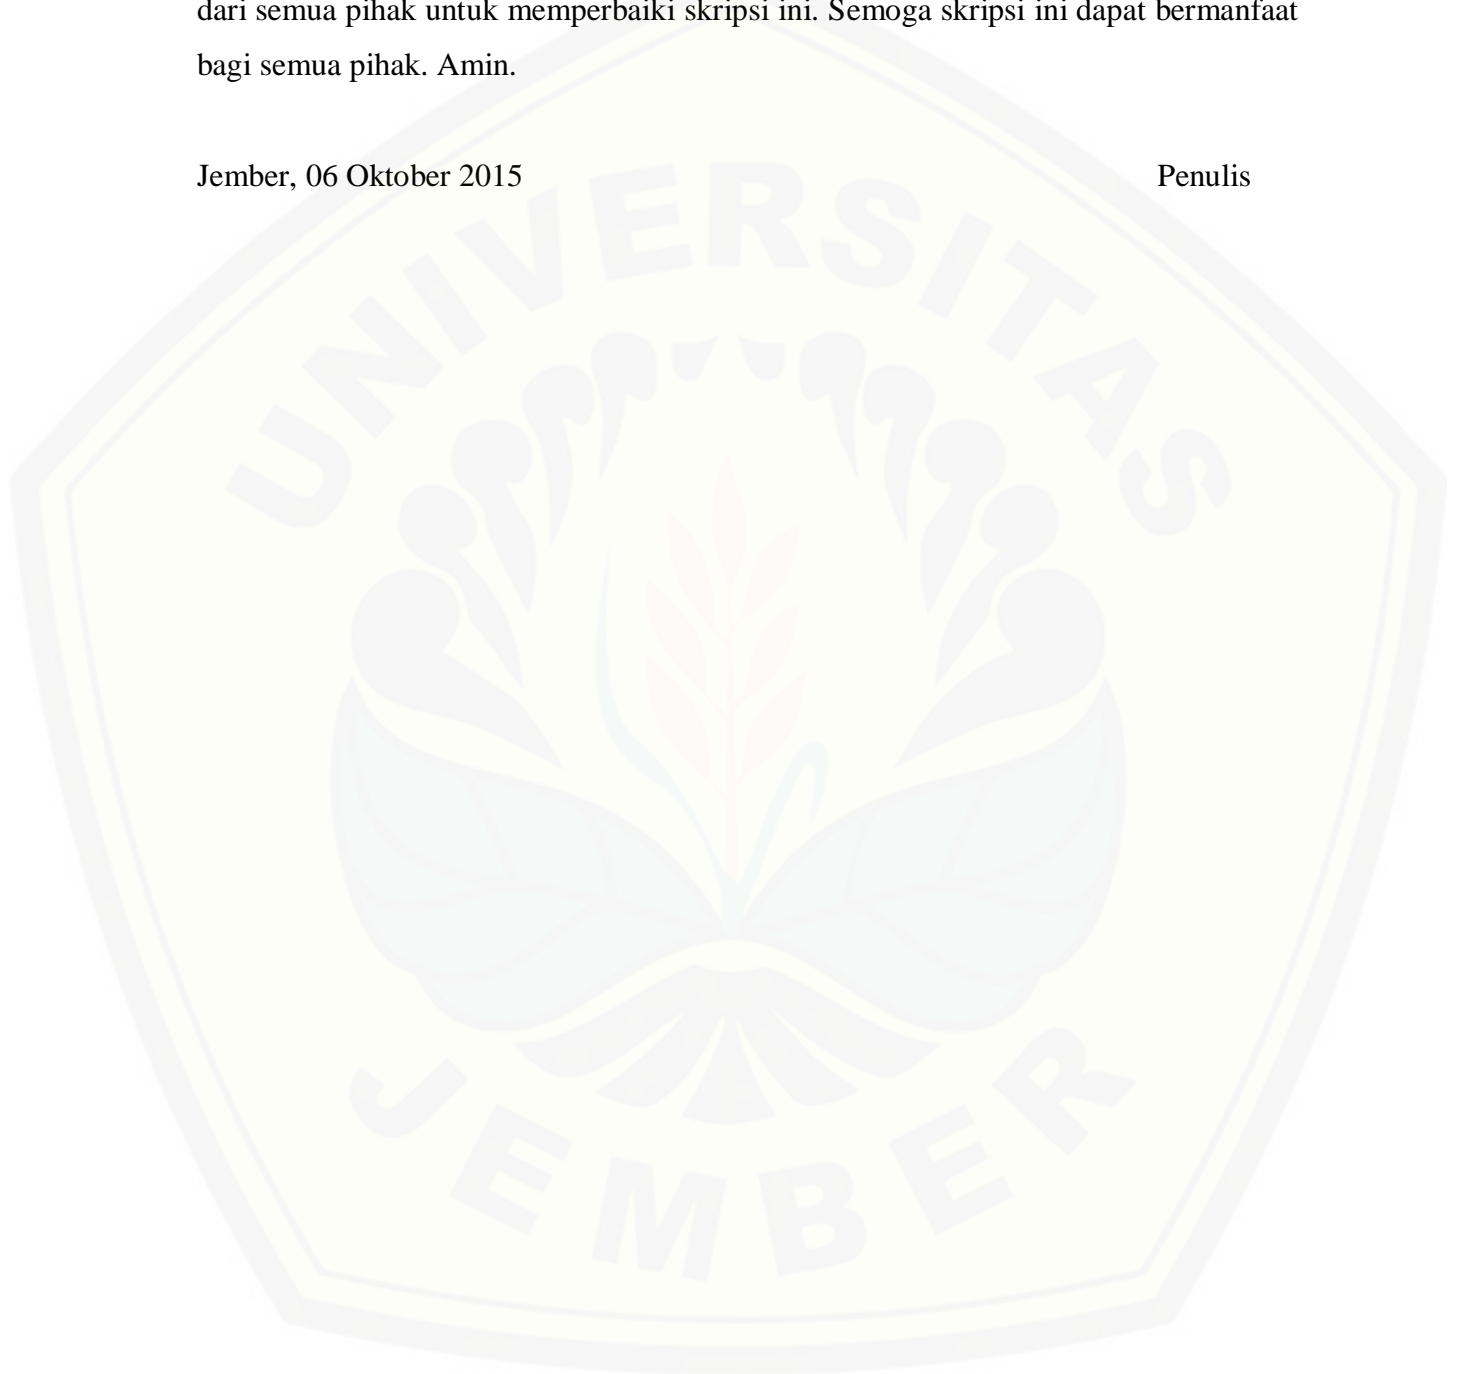 dari semua pihak untuk memperbaiki skripsi ini. Semoga skripsi ini dapat bermanfaat
bagi semua pihak. Amin.
Jember, 06 Oktober 2015 Penulis
UNIVERSITAS
JEMBER